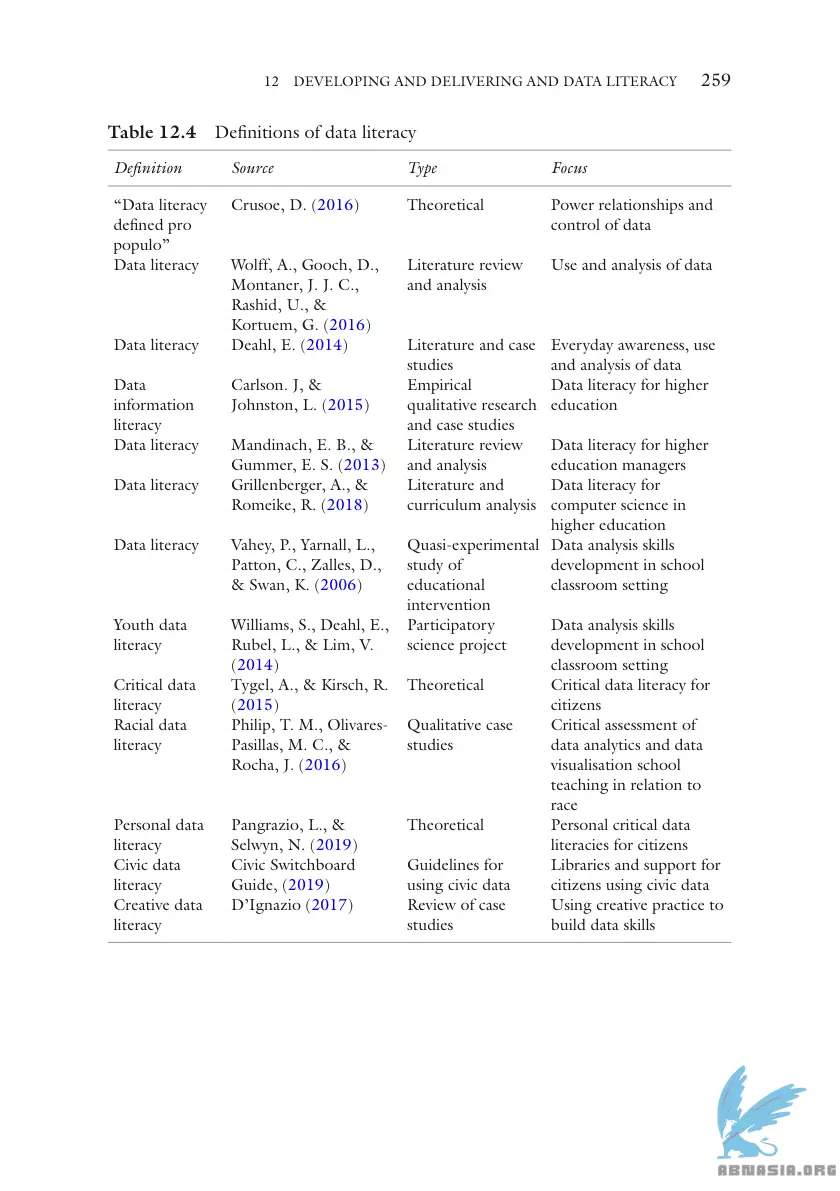 12 DEVELOPING AND DELIVERING AND DATA LITERACY 259
Table 12.4 Definitions of data literacy
Definition Source Type Focus
“Data literacy Crusoe, D. (2016) Theoretical Power relationships and
defined pro control of data
populo”
Data literacy Wolff, A., Gooch, D., Literature review Use and analysis of data
Montaner, J. J. C., and analysis
Rashid, U., &
Kortuem, G. (2016)
Data literacy Deahl, E. (2014) Literature and case Everyday awareness, use
studies and analysis of data
Data Carlson. J, & Empirical Data literacy for higher
information Johnston, L. (2015) qualitative research education
literacy and case studies
Data literacy Mandinach, E. B., & Literature review Data literacy for higher
Gummer, E. S. (2013) and analysis education managers
Data literacy Grillenberger, A., & Literature and Data literacy for
Romeike, R. (2018) curriculum analysis computer science in
higher education
Data literacy Vahey, P., Yarnall, L., Quasi-experimental Data analysis skills
Patton, C., Zalles, D., study of development in school
& Swan, K. (2006) educational classroom setting
intervention
Youth data Williams, S., Deahl, E., Participatory Data analysis skills
literacy Rubel, L., & Lim, V. science project development in school
(2014) classroom setting
Critical data Tygel, A., & Kirsch, R. Theoretical Critical data literacy for
literacy (2015) citizens
Racial data Philip, T. M., Olivares- Qualitative case Critical assessment of
literacy Pasillas, M. C., & studies data analytics and data
Rocha, J. (2016) visualisation school
teaching in relation to
race
Personal data Pangrazio, L., & Theoretical Personal critical data
literacy Selwyn, N. (2019) literacies for citizens
Civic data Civic Switchboard Guidelines for Libraries and support for
literacy Guide, (2019) using civic data citizens using civic data
Creative data D’Ignazio (2017) Review of case Using creative practice to
literacy studies build data skills
ABNASIA.ORG